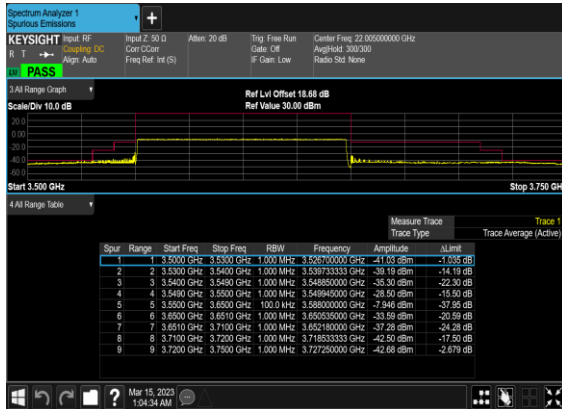 Spectrum Analyzer 1
Spurious Emissions
+
KEYSIGHT Input: RF Input Z: 50 Ω Atten: 20 dB Trig: Free Run Center Freq: 22.005000000 GHz
R T Coupling: DC Corr CCorr Gate: Off Avg|Hold: 300/300
Align: Auto Freq Ref: Int (S) IF Gain: Low Radio Std: None
PASS
3 All Range Graph
Ref Lvl Offset 18.68 dB
Scale/Div 10.0 dB Ref Value 30.00 dBm
20.0
0.00
-20.0
-40.0
-60.0
Start 3.500 GHz Stop 3.750 GH
4 All Range Table
Measure Trace Trace 1
Trace Type Trace Average (Active)
Spur Range Start Freq Stop Freq RBW Frequency Amplitude ΔLimit
1 1 3.5000 GHz 3.5300 GHz 1.000 MHz 3.526700000 GHz -41.03 dBm -1.035 dB
2 2 3.5300 GHz 3.5400 GHz 1.000 MHz 3.539733333 GHz -39.19 dBm -14.19 dB
3 3 3.5400 GHz 3.5490 GHz 1.000 MHz 3.548850000 GHz -35.30 dBm -22.30 dB
4 4 3.5490 GHz 3.5500 GHz 1.000 MHz 3.549945000 GHz -28.50 dBm -15.50 dB
5 5 3.5500 GHz 3.6500 GHz 100.0 kHz 3.588000000 GHz -7.946 dBm -37.95 dB
6 6 3.6500 GHz 3.6510 GHz 1.000 MHz 3.650535000 GHz -33.59 dBm -20.59 dB
7 7 3.6510 GHz 3.7100 GHz 1.000 MHz 3.652180000 GHz -37.28 dBm -24.28 dB
8 8 3.7100 GHz 3.7200 GHz 1.000 MHz 3.718533333 GHz -42.50 dBm -17.50 dB
9 9 3.7200 GHz 3.7500 GHz 1.000 MHz 3.727250000 GHz -42.68 dBm -2.679 dB
? Mar 15, 2023
1:04:34 AM